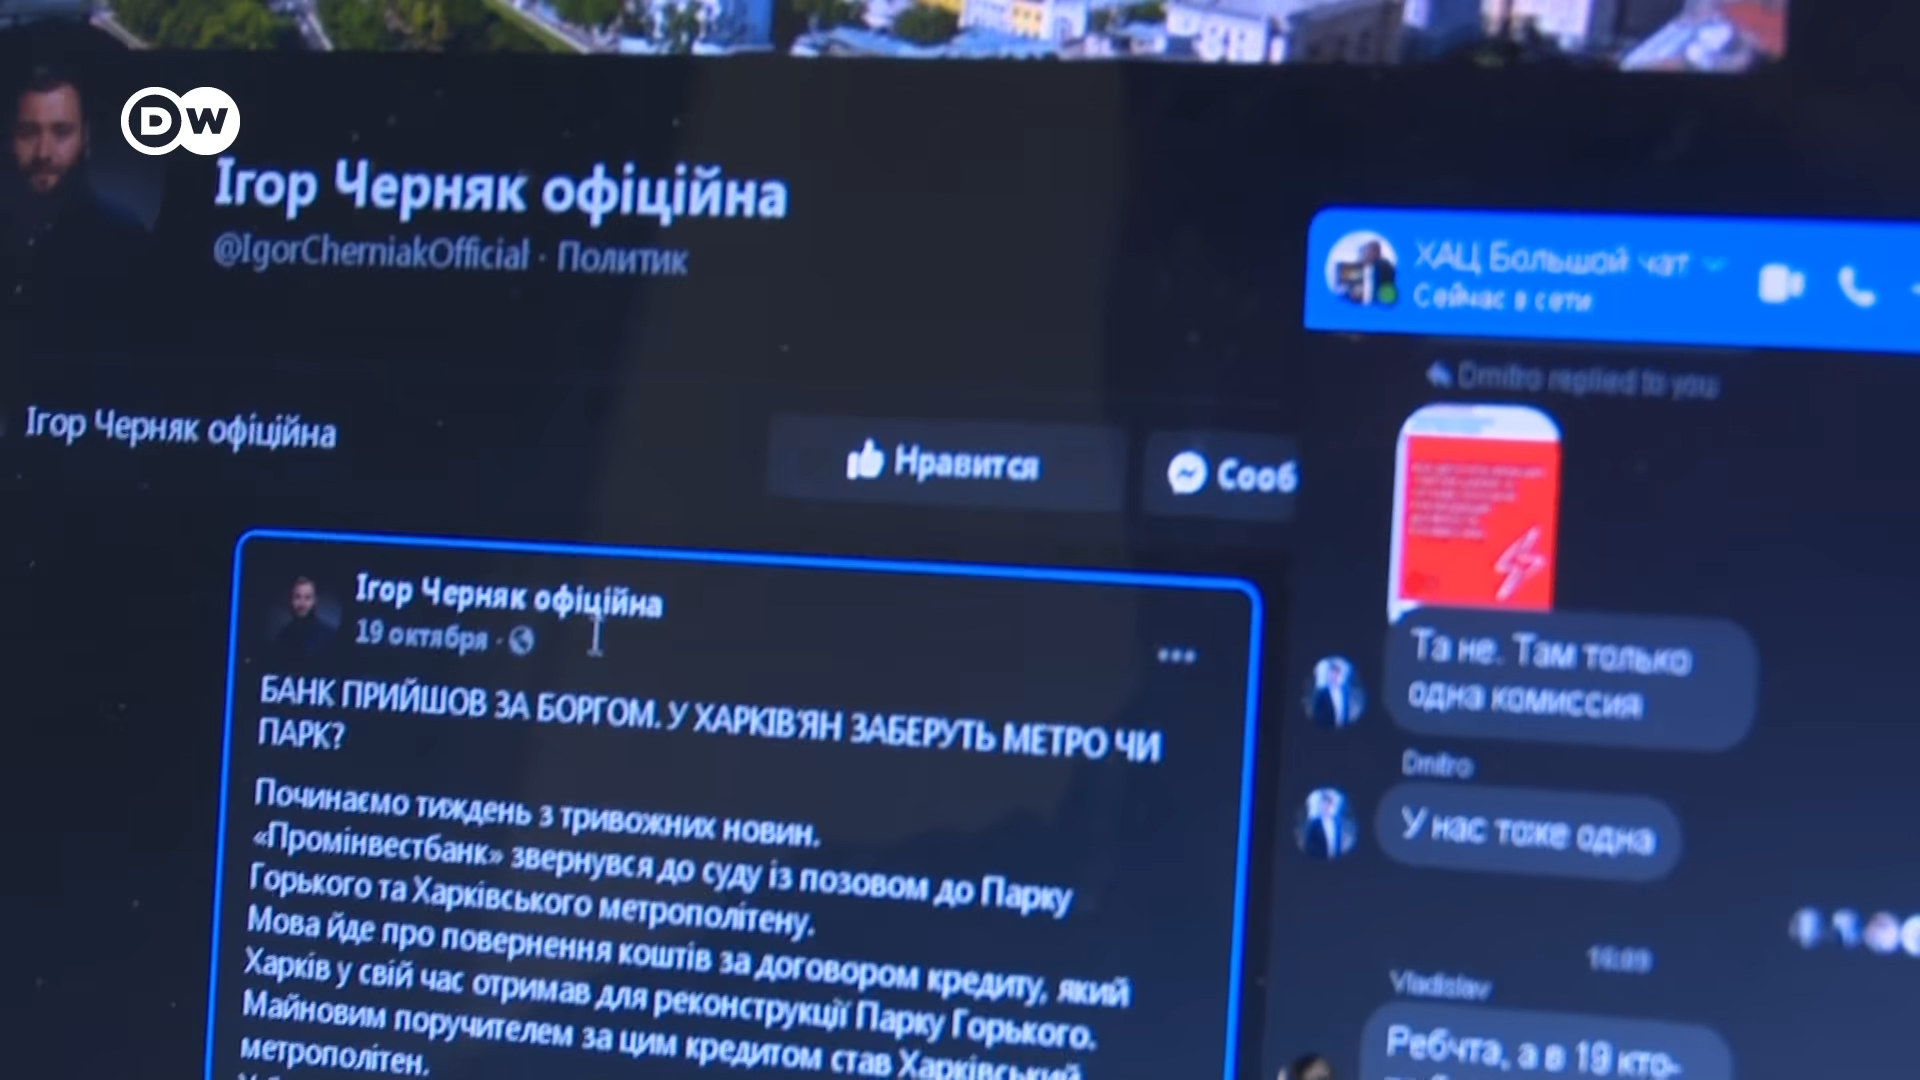 DW
Ігор Черняк офіційна
@IgorCherniakOfficial · Политик
Ігор Черняк офіційна
Нравится
Сооб
Ігор Черняк офіційна
19 октября ·
БАНК ПРИЙШОВ ЗА БОРГОМ. У ХАРКІВ'ЯН ЗАБЕРУТЬ МЕТРО ЧИ
ПАРК?
Починаємо тиждень з тривожних новин.
«Промінвестбанк» звернувся до суду із позовом до Парку
Горького та Харківського метрополітену.
Мова йде про повернення коштів за договором кредиту, який
Харків у свій час отримав для реконструкції Парку Горького.
Майновим поручителем за цим кредитом став Харківський
метрополітен.
ХАЦ Большой чат
Сейчас в сети
Dmitro replied to you
Та не. Там только
одна комиссия
Dmitro
У нас тоже одна
Vladislav
Ребчта, а в 19 кто-